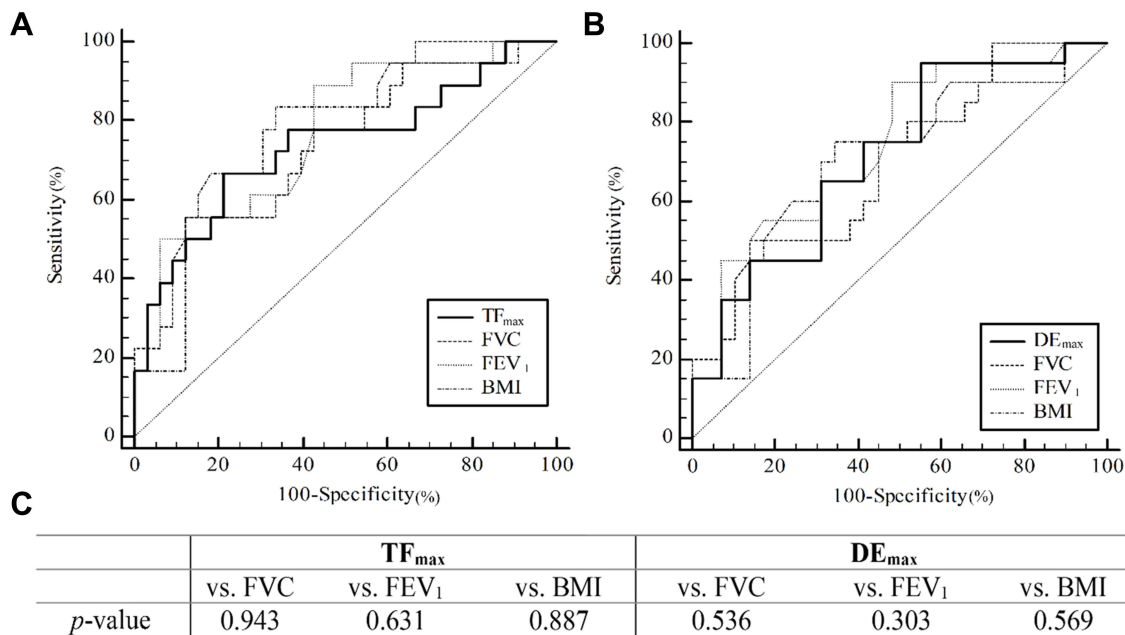 A
B
Sensitivity(%)
100
80
60
40
20
0
TFmax
FVC
FEV1
BMI
0 20 40 60 80 100
100-Specificity(%)
Sensitivity(%)
100
80
60
40
20
0
DEmax
FVC
FEV1
BMI
0 20 40 60 80 100
100-Specificity(%)
C
TFmax DEmax
vs. FVC vs. FEV1 vs. BMI vs. FVC vs. FEV1 vs. BMI
p-value 0.943 0.631 0.887 0.536 0.303 0.569